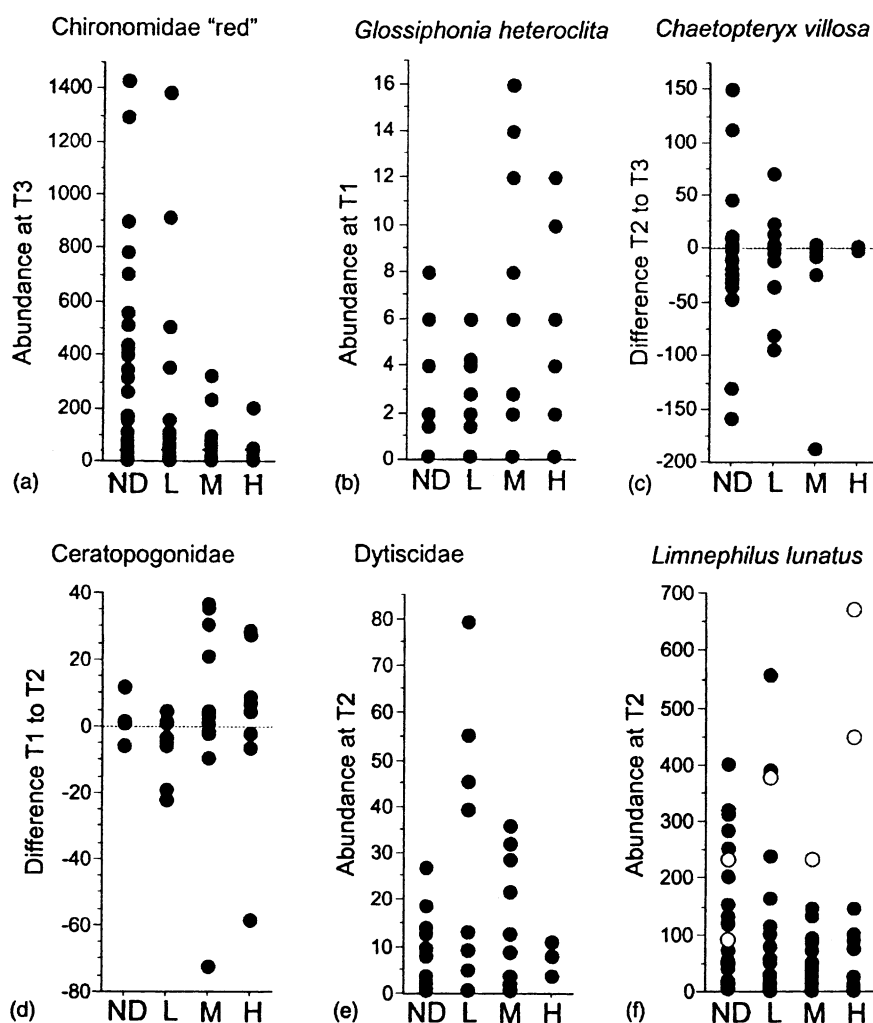 Chironomidae "red"
Abundance at T3
1400
1200
1000
800
600
400
200
0
ND L M H
(a)
Glossiphonia heteroclita
Abundance at T1
16
14
12
10
8
6
4
2
0
ND L M H
(b)
Chaetopteryx villosa
Difference T2 to T3
150
100
50
0
-50
-100
-150
-200
ND L M H
(c)
Ceratopogonidae
Difference T1 to T2
40
20
0
-20
-40
-60
-80
ND L M H
(d)
Dytiscidae
Abundance at T2
80
70
60
50
40
30
20
10
0
ND L M H
(e)
Limnephilus lunatus
Abundance at T2
700
600
500
400
300
200
100
0
ND L M H
(f)